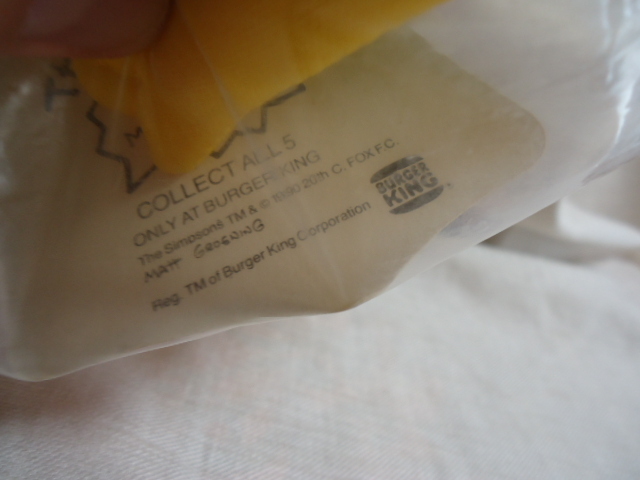 COLLECT ALL 5
ONLY AT BURGER KING
The Simpsons TM & © 1990 20th C. FOX F.C.
MATT GROENING
Reg. TM of Burger King Corporation
BURGER
KING